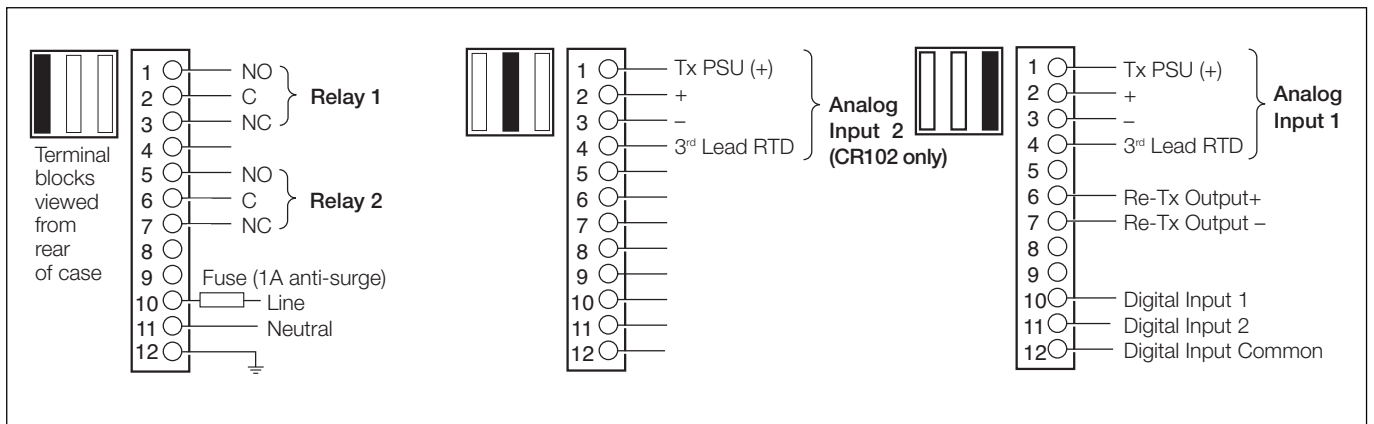 1 NO
2 C Relay 1
3 NC
4
5 NO
6 C Relay 2
7 NC
8
9 Fuse (1A anti-surge)
10 Line
11 Neutral
12
Terminal
blocks
viewed
from
rear
of case
1 Tx PSU (+)
2 +
3 –
4 3rd Lead RTD
5
6
7
8
9
10
11
12
Analog
Input 2
(CR102 only)
1 Tx PSU (+)
2 +
3 –
4 3rd Lead RTD
5
6 Re-Tx Output+
7 Re-Tx Output –
8
9
10 Digital Input 1
11 Digital Input 2
12 Digital Input Common
Analog
Input 1